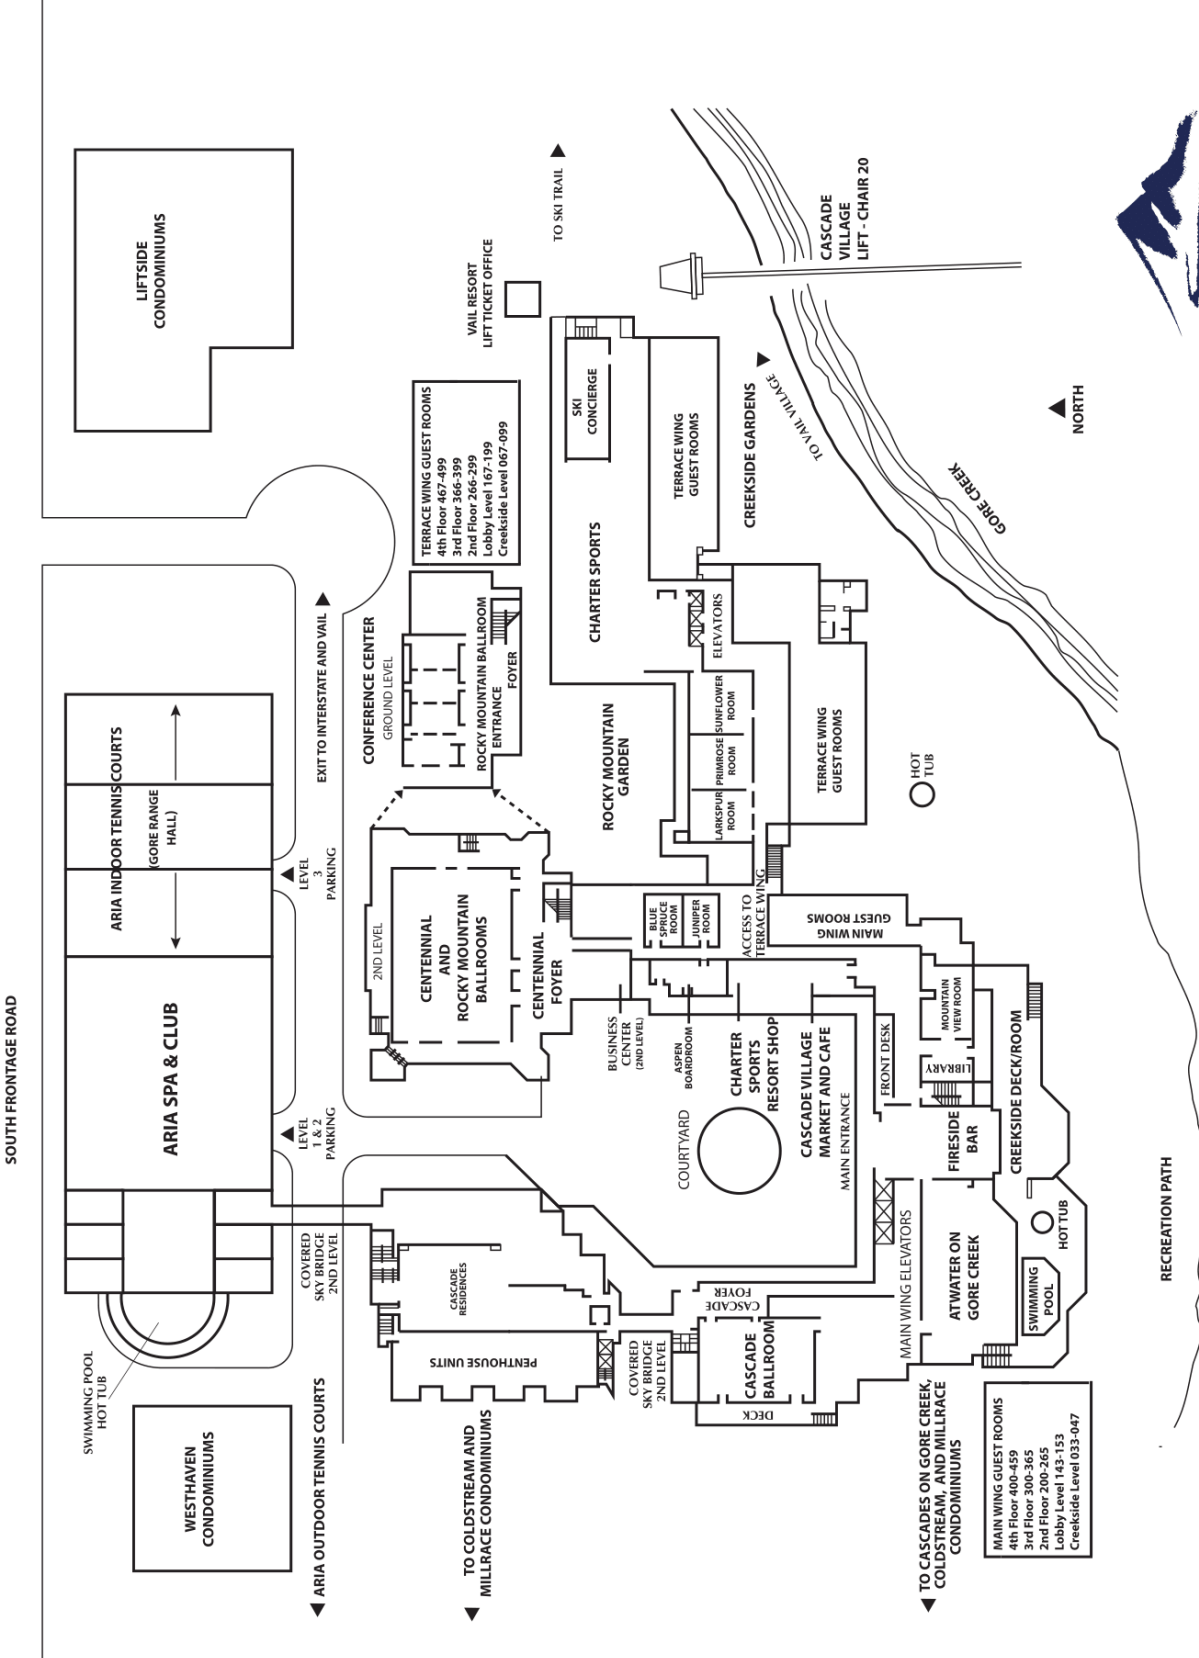 SOUTH FRONTAGE ROAD
LIFTSIDE
CONDOMINIUMS
ARIA INDOOR TENNIS COURTS
(GORE RANGE
HALL)
ARIA SPA & CLUB
SWIMMING POOL
HOT TUB
WESTHAVEN
CONDOMINIUMS
EXIT TO INTERSTATE AND VAIL
LEVEL
3
PARKING
LEVEL
1 & 2
PARKING
COVERED
SKY BRIDGE
2ND LEVEL
ARIA OUTDOOR TENNIS COURTS
TO SKI TRAIL
VAIL RESORT
LIFT TICKET OFFICE
TERRACE WING GUEST ROOMS
4th Floor 467-499
3rd Floor 366-399
2nd Floor 266-299
Lobby Level 167-199
Creekside Level 067-099
CONFERENCE CENTER
GROUND LEVEL
ROCKY MOUNTAIN BALLROOM
ENTRANCE
FOYER
2ND LEVEL
CENTENNIAL
AND
ROCKY MOUNTAIN
BALLROOMS
CENTENNIAL
FOYER
CASCADE
RESIDENCES
PENTHOUSE UNITS
TO COLDSTREAM AND
MILLRACE CONDOMINIUMS
SKI
CONCIERGE
CHARTER SPORTS
TERRACE WING
GUEST ROOMS
CREEKSIDE GARDENS
ELEVATORS
ROCKY MOUNTAIN
GARDEN
SUNFLOWER
ROOM
PRIMROSE
ROOM
LARKSPUR
ROOM
TERRACE WING
GUEST ROOMS
BLUE
SPRUCE
ROOM
JUNIPER
ROOM
ACCESS TO
TERRACE WING
MAIN WING
GUEST ROOMS
BUSINESS
CENTER
(2ND LEVEL)
ASPEN
BOARDROOM
CHARTER
SPORTS
RESORT SHOP
CASCADE VILLAGE
MARKET AND CAFE
COURTYARD
MAIN ENTRANCE
FRONT DESK
MOUNTAIN
VIEW ROOM
LIBRARY
FIRESIDE
BAR
CREEKSIDE DECK/ROOM
MAIN WING ELEVATORS
ATWATER ON
GORE CREEK
SWIMMING
POOL
HOT TUB
CASCADE
FOYER
CASCADE
BALLROOM
DECK
COVERED
SKY BRIDGE
2ND LEVEL
TO CASCADES ON GORE CREEK,
COLDSTREAM, AND MILLRACE
CONDOMINIUMS
MAIN WING GUEST ROOMS
4th Floor 400-459
3rd Floor 300-365
2nd Floor 200-265
Lobby Level 143-153
Creekside Level 033-047
CASCADE
VILLAGE
LIFT - CHAIR 20
TO VAIL VILLAGE
GORE CREEK
HOT
TUB
NORTH
RECREATION PATH